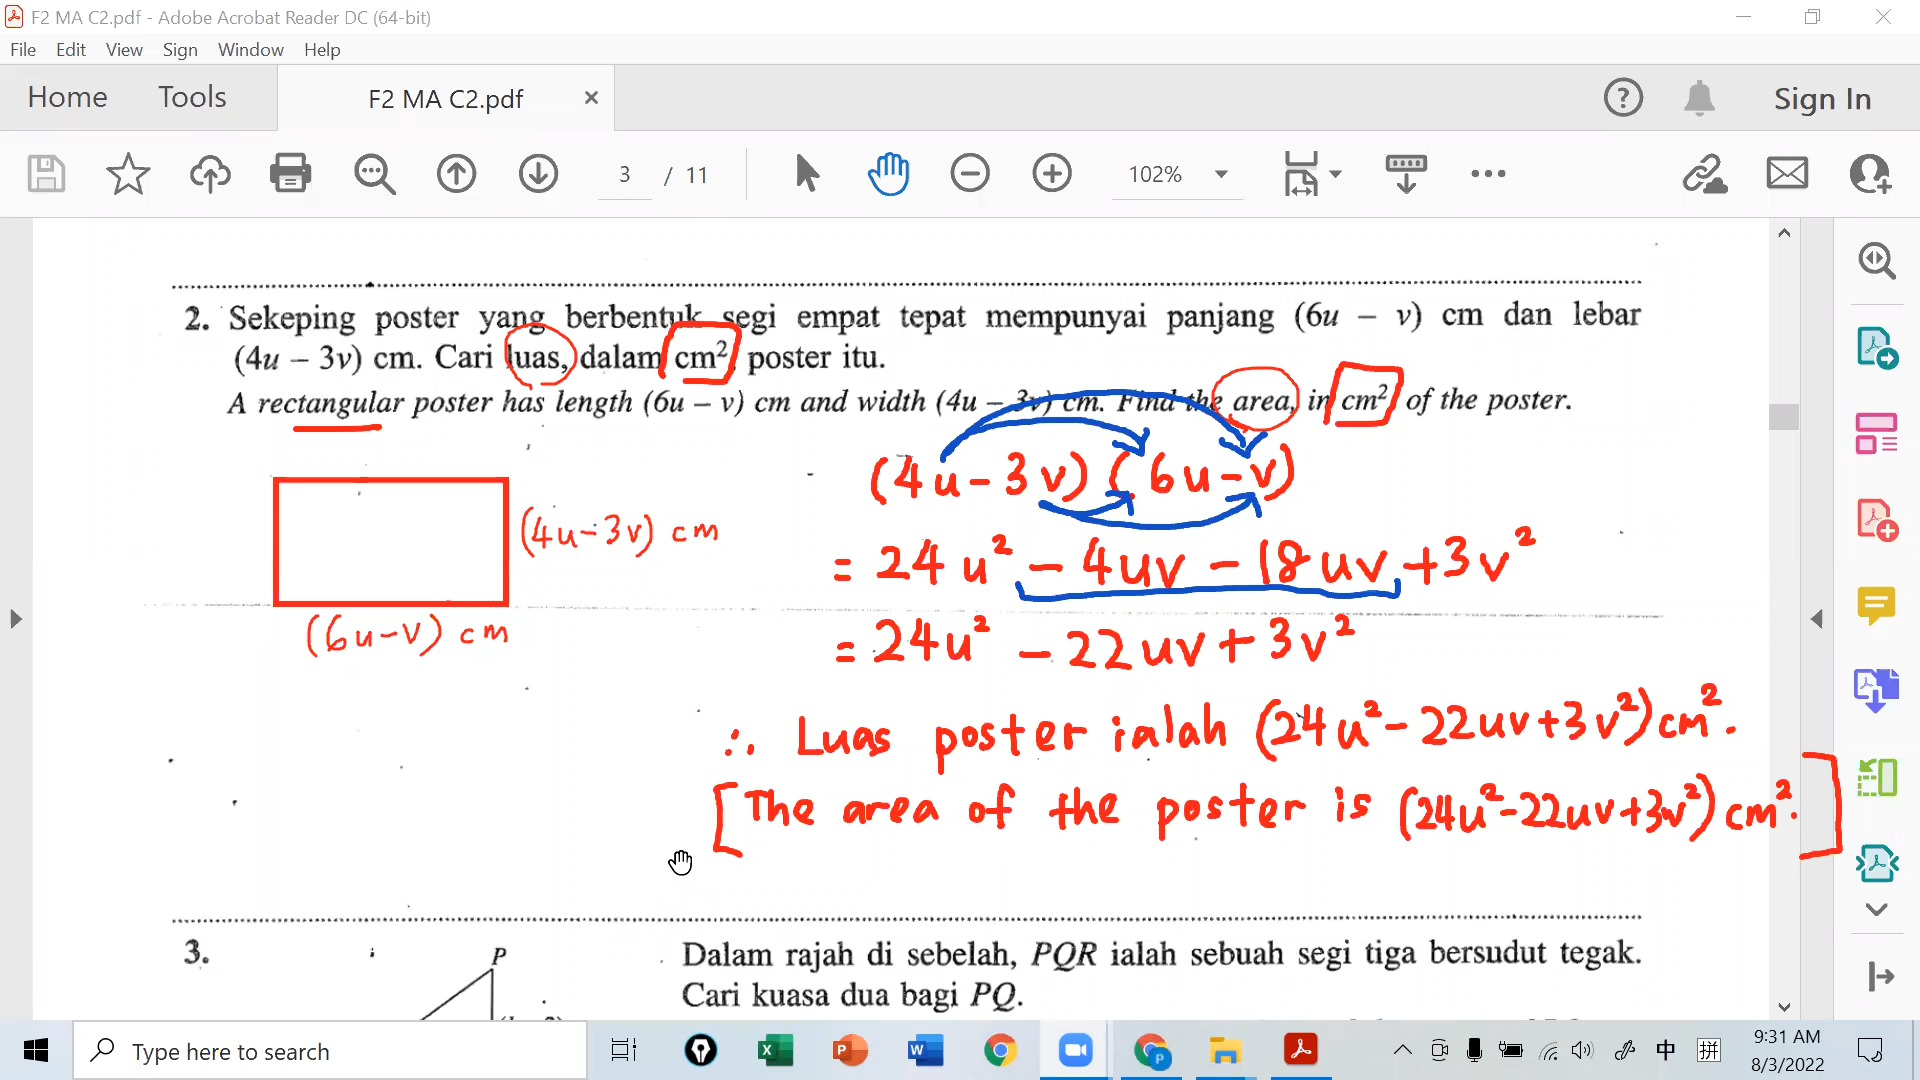 F2 MA C2.pdf - Adobe Acrobat Reader DC (64-bit)
File Edit View Sign Window Help
Home Tools F2 MA C2.pdf × Sign In
3 / 11 102%
2. Sekeping poster yang berbentuk segi empat tepat mempunyai panjang (6u – v) cm dan lebar
(4u – 3v) cm. Cari luas, dalam cm², poster itu.
A rectangular poster has length (6u – v) cm and width (4u – 3v) cm. Find the area, in cm² of the poster.
(4u-3v)(6u-v)
(4u-3v) cm
= 24u² - 4uv - 18uv + 3v²
(6u-v) cm
= 24u² - 22uv + 3v²
∴ Luas poster ialah (24u²-22uv+3v²)cm².
[The area of the poster is (24u²-22uv+3v²)cm².]
3. P Dalam rajah di sebelah, PQR ialah sebuah segi tiga bersudut tegak.
Cari kuasa dua bagi PQ.
Type here to search
中 拼
9:31 AM
8/3/2022